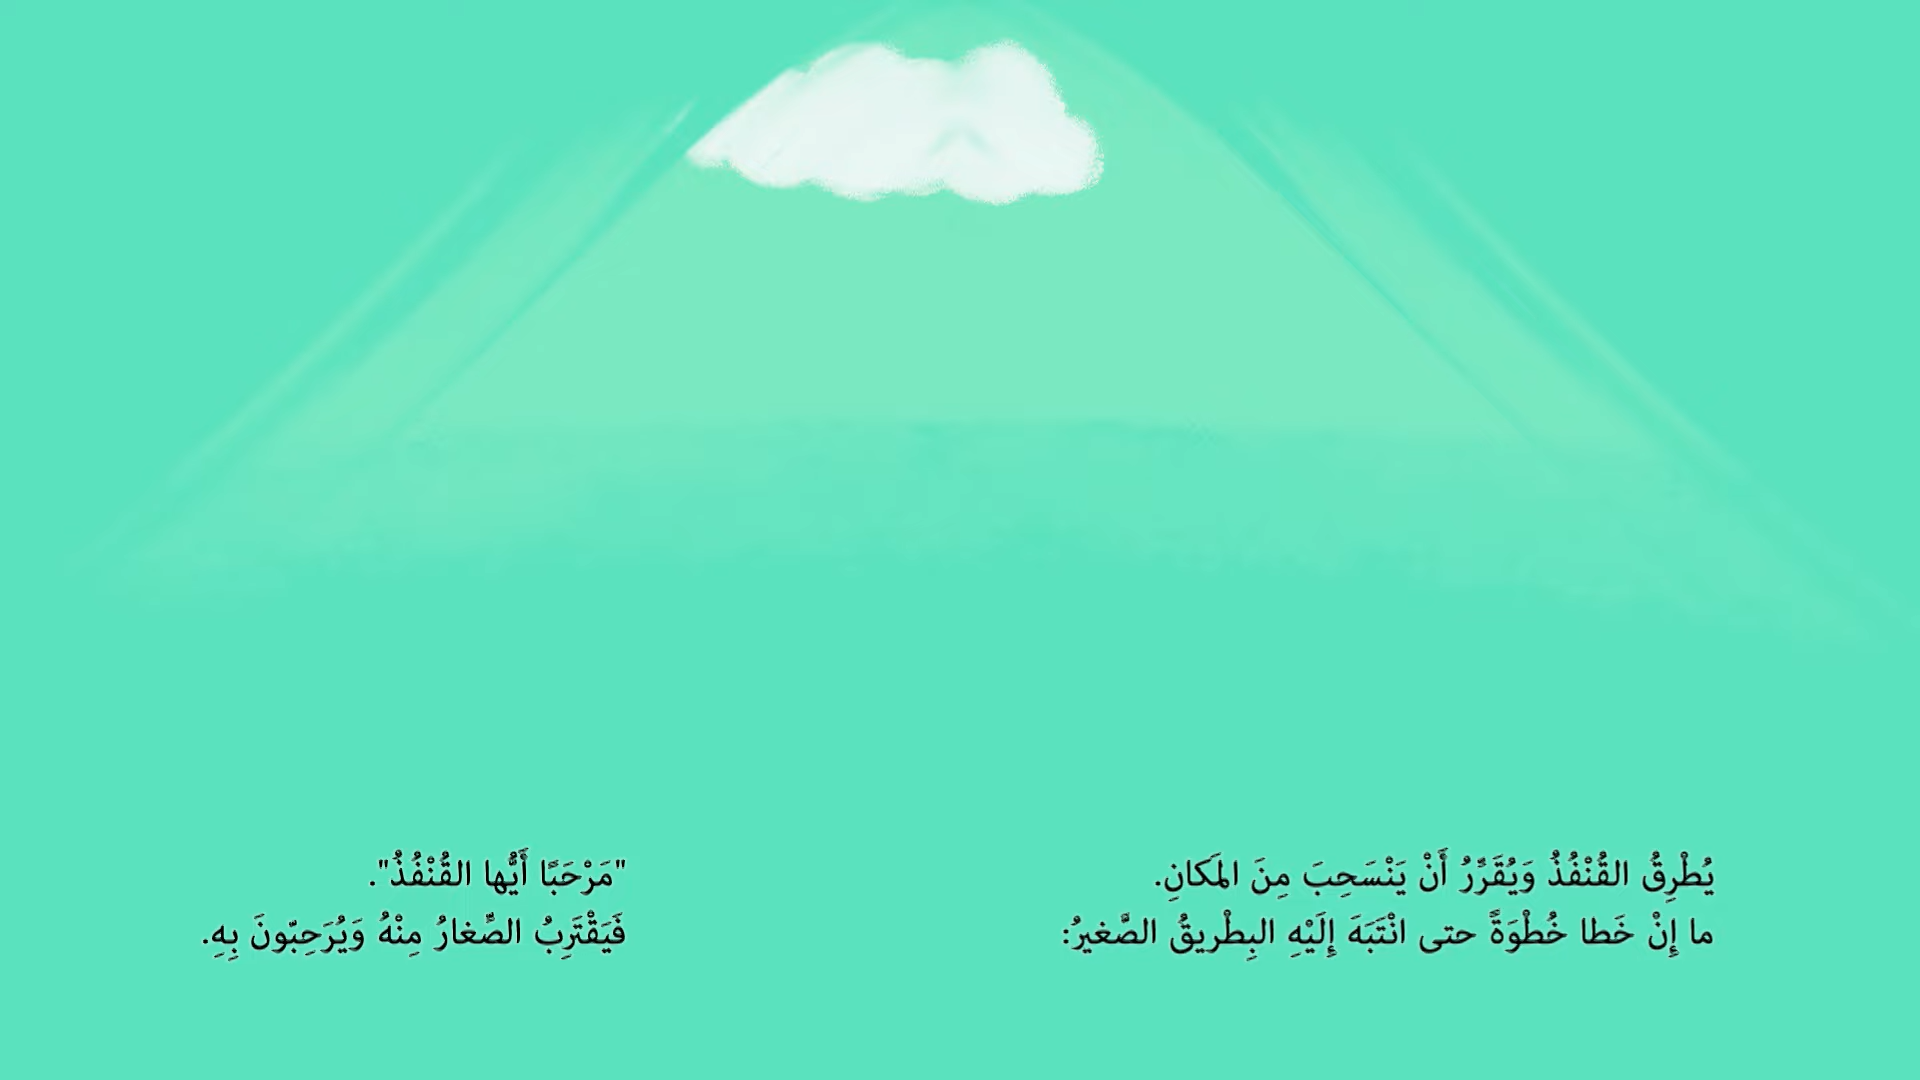 يُطْرِقُ القُنْفُذُ وَيُقَرِّرُ أَنْ يَنْسَحِبَ مِنَ المَكانِ.
ما إِنْ خَطا خُطْوَةً حتى انْتَبَهَ إِلَيْهِ البِطْريقُ الصَّغيرُ:
"مَرْحَبًا أَيُّها القُنْفُذُ".
فَيَقْتَرِبُ الصِّغارُ مِنْهُ وَيُرَحِبّونَ بِهِ.